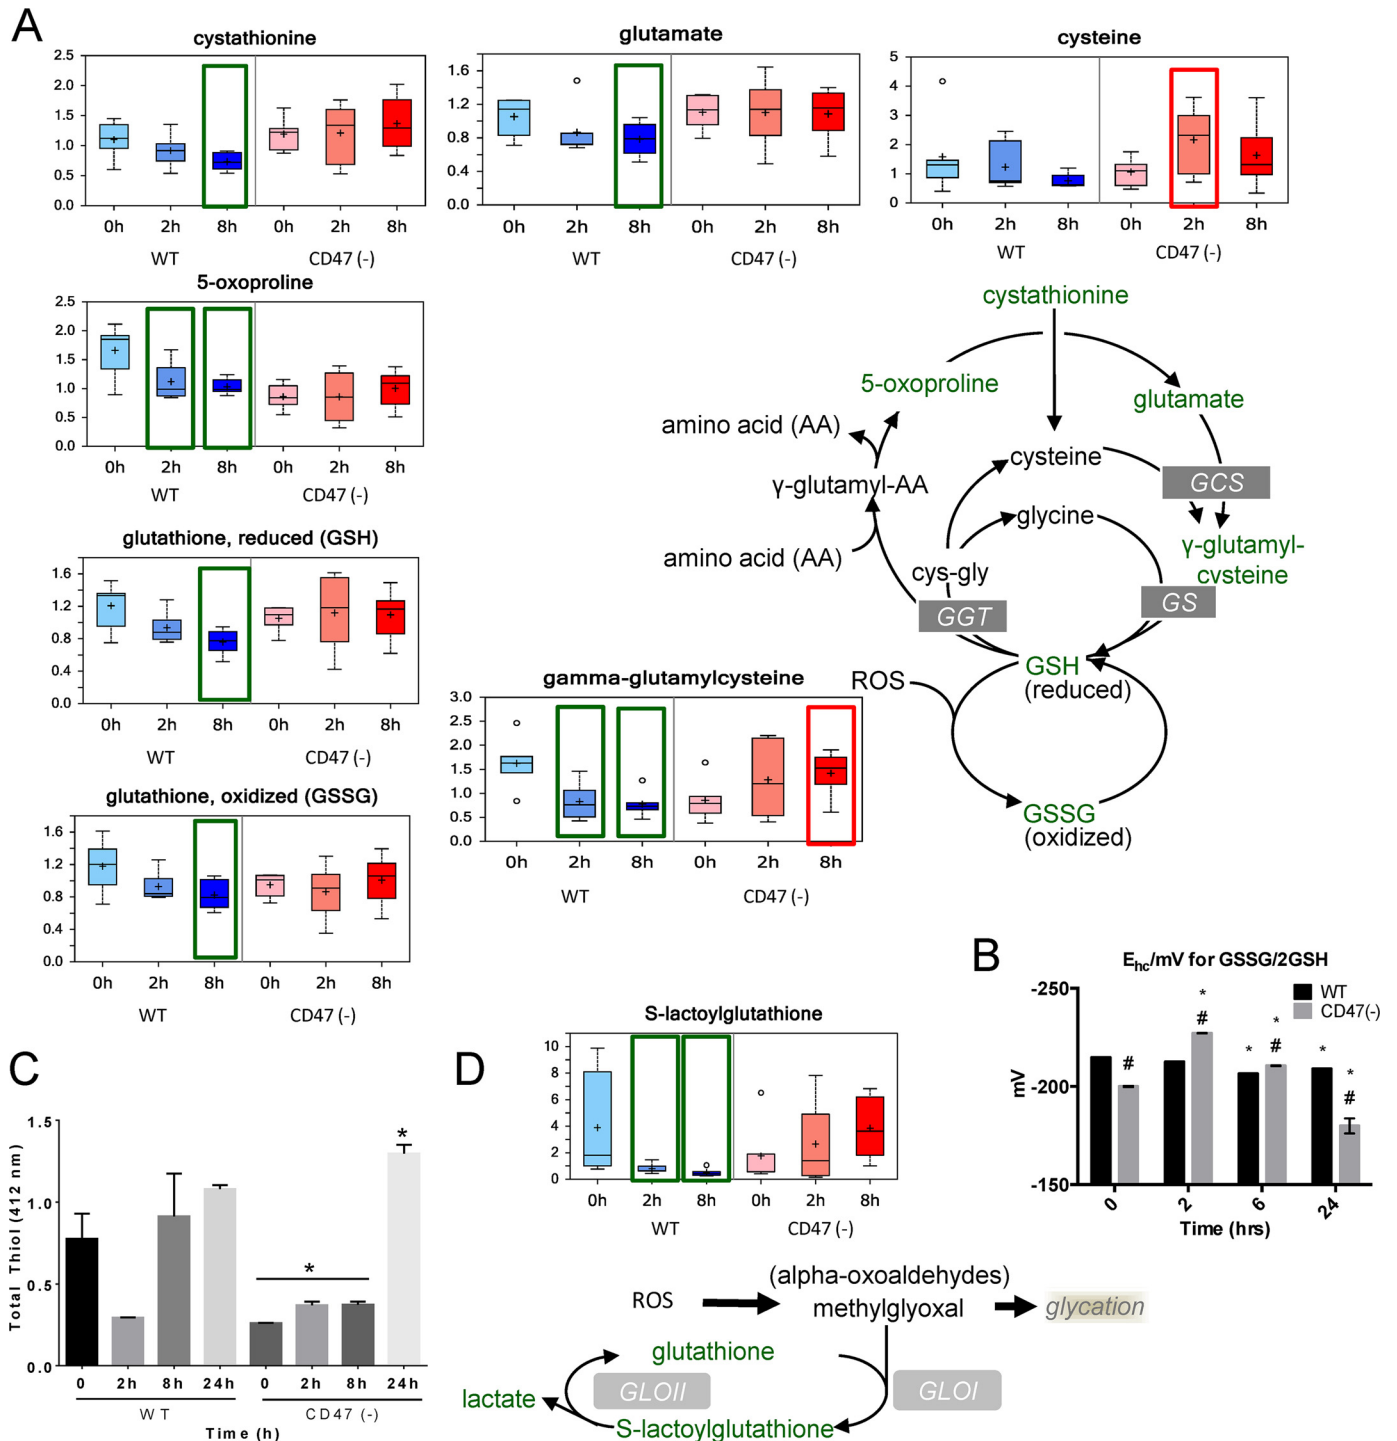 A
cystathionine
2.5
2.0
1.5
1.0
0.5
0.0
0h 2h 8h 0h 2h 8h
WT CD47 (-)
glutamate
1.6
1.2
0.8
0.4
0.0
0h 2h 8h 0h 2h 8h
WT CD47 (-)
cysteine
5
4
3
2
1
0
0h 2h 8h 0h 2h 8h
WT CD47 (-)
5-oxoproline
2.5
2.0
1.5
1.0
0.5
0.0
0h 2h 8h 0h 2h 8h
WT CD47 (-)
glutathione, reduced (GSH)
1.6
1.2
0.8
0.4
0.0
0h 2h 8h 0h 2h 8h
WT CD47 (-)
glutathione, oxidized (GSSG)
1.6
1.2
0.8
0.4
0.0
0h 2h 8h 0h 2h 8h
WT CD47 (-)
gamma-glutamylcysteine
3.0
2.5
2.0
1.5
1.0
0.5
0.0
0h 2h 8h 0h 2h 8h
WT CD47 (-)
cystathionine
5-oxoproline
glutamate
amino acid (AA)
cysteine
GCS
γ-glutamyl-AA
glycine
γ-glutamyl-
cysteine
amino acid (AA)
cys-gly
GGT
GS
GSH
(reduced)
ROS
GSSG
(oxidized)
B
Ehc/mV for GSSG/2GSH
WT
CD47(-)
-250
-200
-150
mV
# * # * * # * * #
0 2 6 24
Time (hrs)
C
Total Thiol (412 nm)
1.5
1.0
0.5
0.0
* *
0 2h 8h 24h 0 2h 8h 24h
WT CD47 (-)
Time (h)
D
S-lactoylglutathione
10
8
6
4
2
0
0h 2h 8h 0h 2h 8h
WT CD47 (-)
(alpha-oxoaldehydes)
ROS methylglyoxal glycation
glutathione
GLOII GLOI
lactate
S-lactoylglutathione